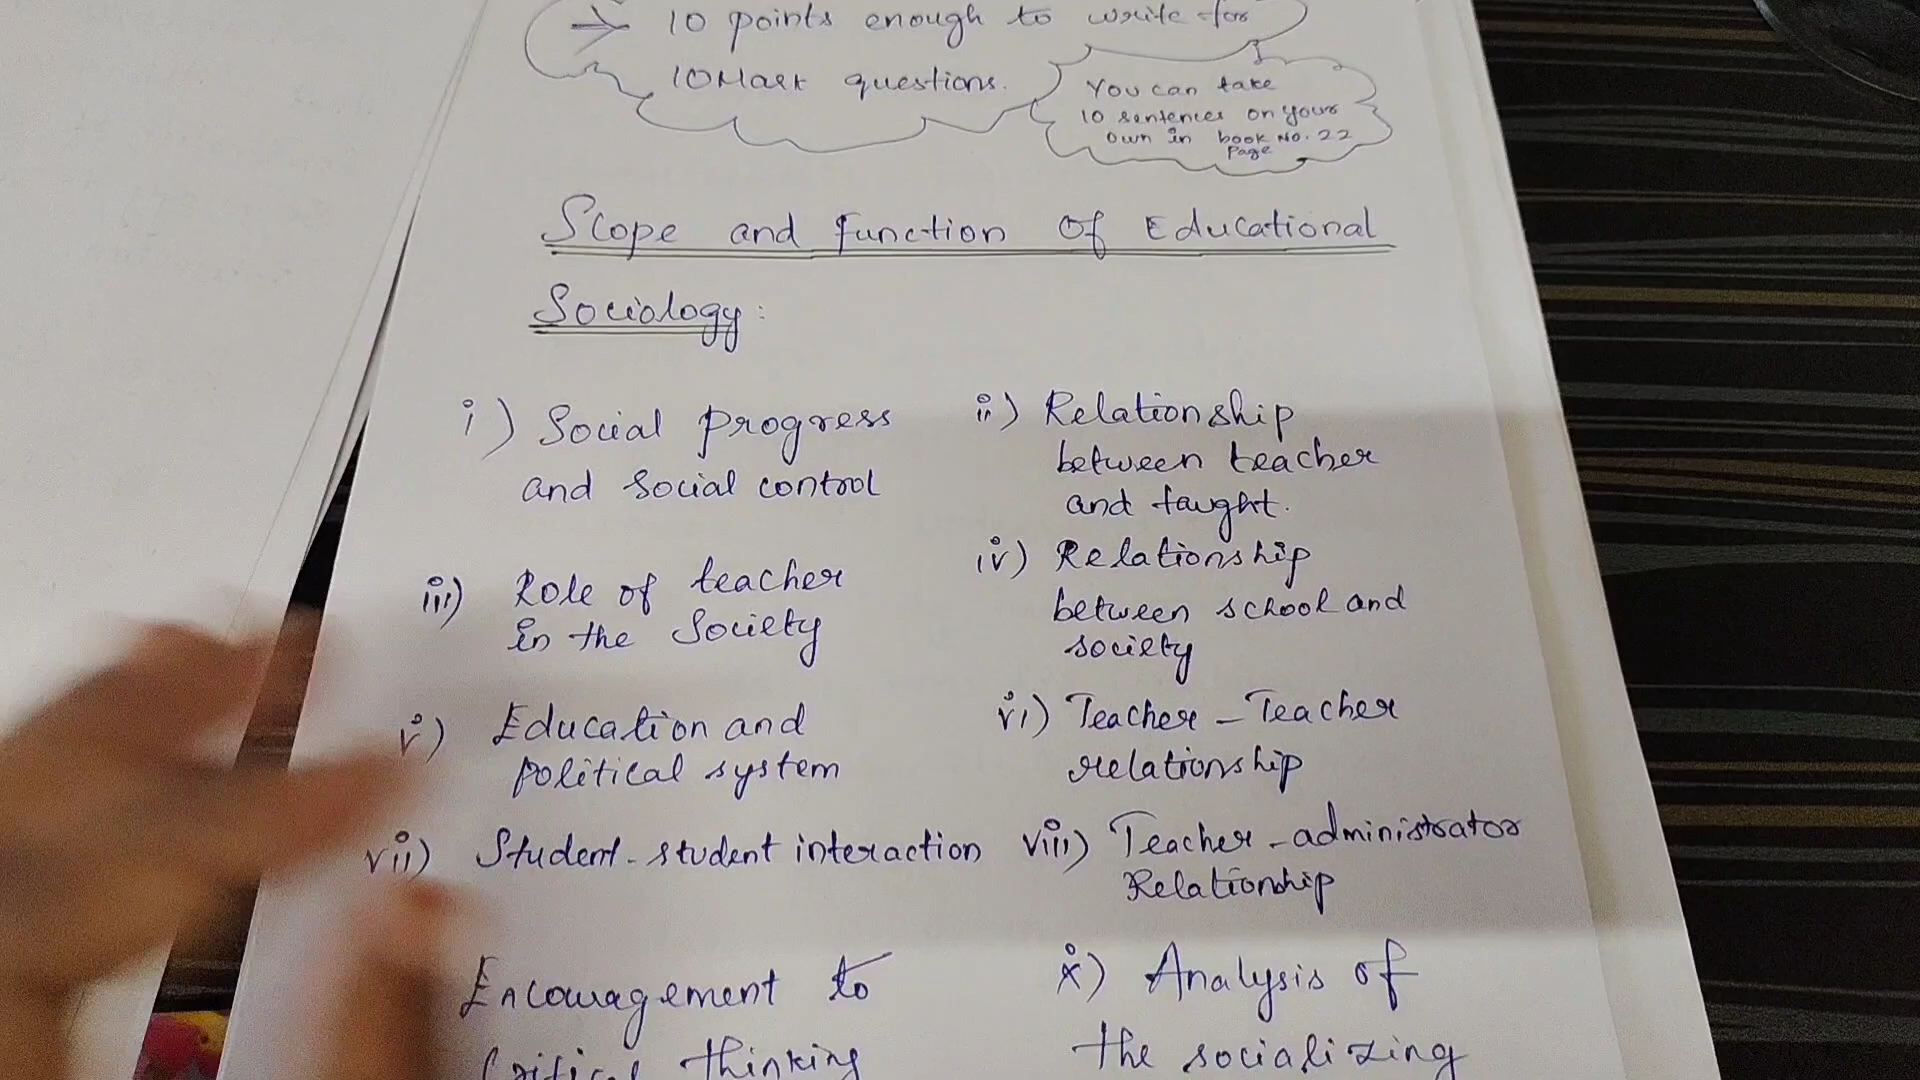 → 10 points enough to write for
10 Mark questions.
You can take
10 sentences on your
own in book NO. 22
Page
Scope and function of Educational
Sociology:
i) Social progress
and social control
ii) Relationship
between teacher
and taught.
iii) Role of teacher
in the Society
iv) Relationship
between school and
society
v) Education and
political system
vi) Teacher - Teacher
relationship
vii) Student - student interaction
viii) Teacher - administrator
Relationship
Encouragement to
Critical thinking
x) Analysis of
the socializing